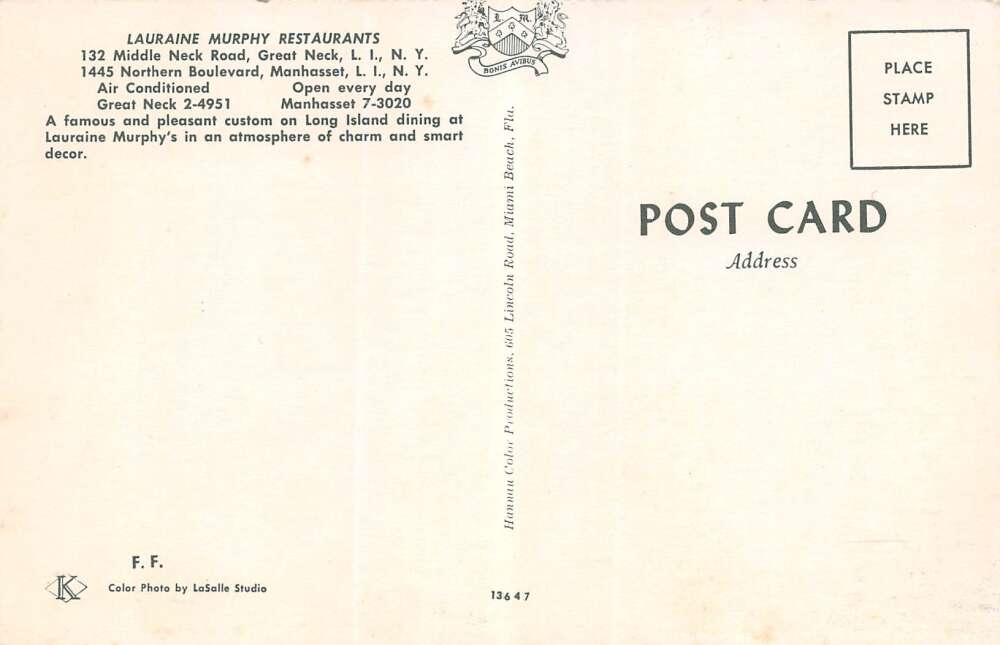 LAURAINE MURPHY RESTAURANTS
132 Middle Neck Road, Great Neck, L. I., N. Y.
1445 Northern Boulevard, Manhasset, L. I., N. Y.
Air Conditioned Open every day
Great Neck 2-4951 Manhasset 7-3020
A famous and pleasant custom on Long Island dining at
Lauraine Murphy's in an atmosphere of charm and smart
decor.
L M
BONIS AVIBUS
Hannau Color Productions, 605 Lincoln Road, Miami Beach, Fla.
PLACE
STAMP
HERE
POST CARD
Address
F. F.
K
Color Photo by LaSalle Studio
13647